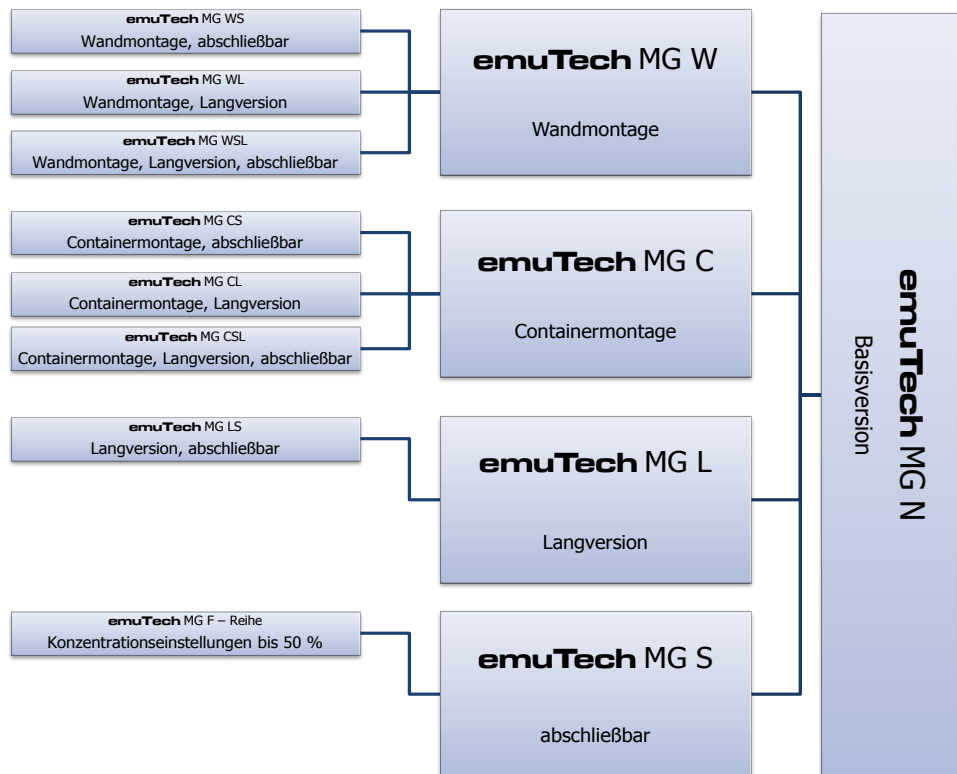 emuTech MG WS
Wandmontage, abschließbar
emuTech MG WL
Wandmontage, Langversion
emuTech MG WSL
Wandmontage, Langversion, abschließbar
emuTech MG CS
Containermontage, abschließbar
emuTech MG CL
Containermontage, Langversion
emuTech MG CSL
Containermontage, Langversion, abschließbar
emuTech MG LS
Langversion, abschließbar
emuTech MG F – Reihe
Konzentrationseinstellungen bis 50 %
emuTech MG W
Wandmontage
emuTech MG C
Containermontage
emuTech MG L
Langversion
emuTech MG S
abschließbar
emuTech MG N
Basisversion